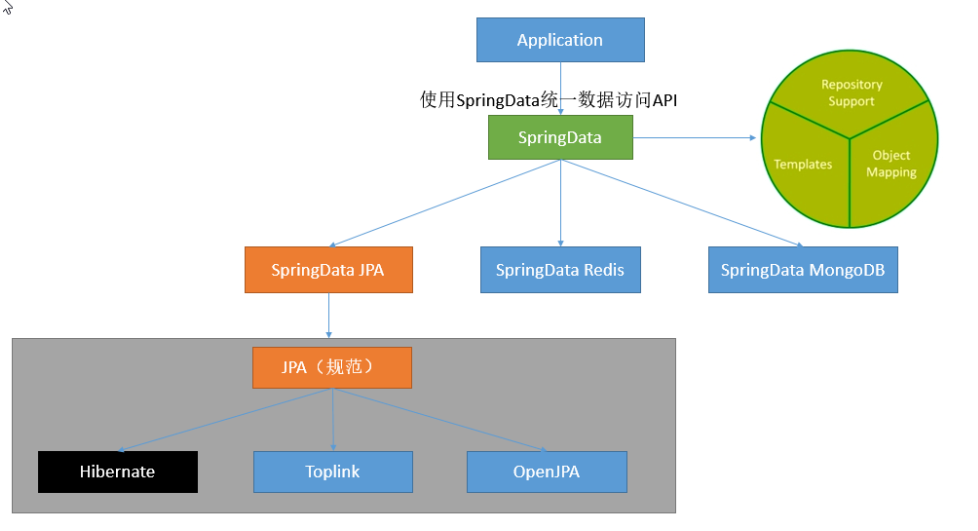 Application
使用SpringData统一数据访问API
SpringData
Repository
Support
Templates
Object
Mapping
SpringData JPA
SpringData Redis
SpringData MongoDB
JPA（规范）
Hibernate
Toplink
OpenJPA